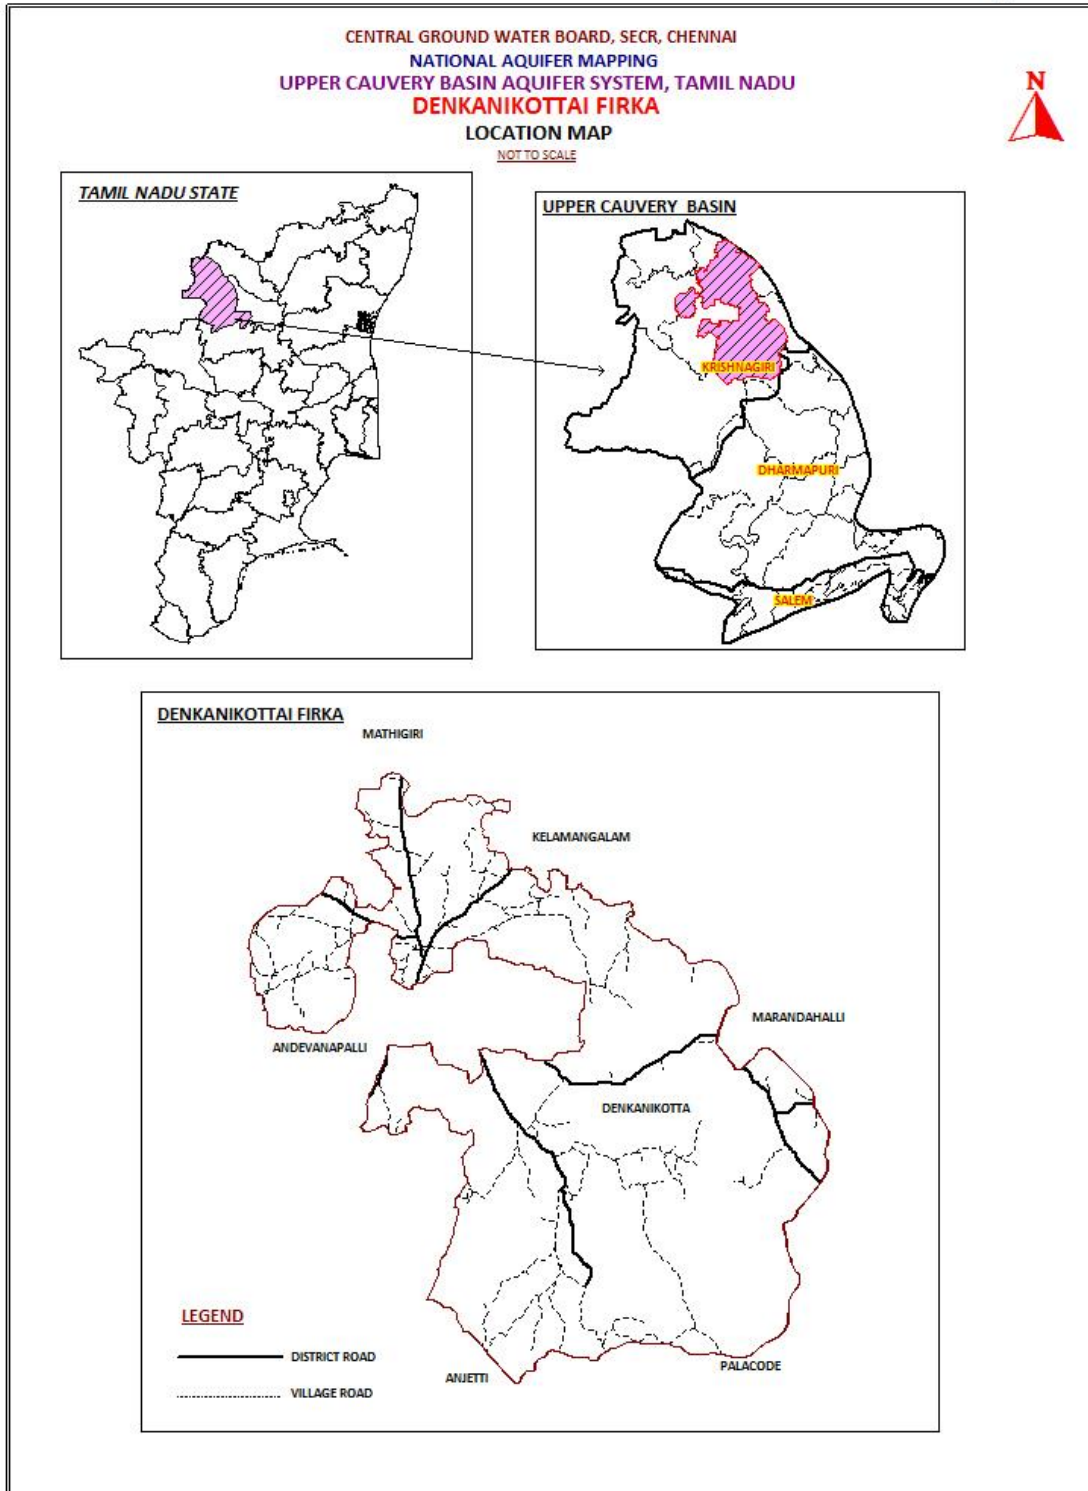 CENTRAL GROUND WATER BOARD, SECR, CHENNAI
NATIONAL AQUIFER MAPPING
UPPER CAUVERY BASIN AQUIFER SYSTEM, TAMIL NADU
DENKANIKOTTAI FIRKA
LOCATION MAP
NOT TO SCALE
N
TAMIL NADU STATE
UPPER CAUVERY BASIN
KRISHNAGIRI
DHARMAPURI
SALEM
DENKANIKOTTAI FIRKA
MATHIGIRI
KELAMANGALAM
MARANDAHALLI
ANDEVANAPALLI
DENKANIKOTTA
LEGEND
DISTRICT ROAD
VILLAGE ROAD
ANJETTI
PALACODE